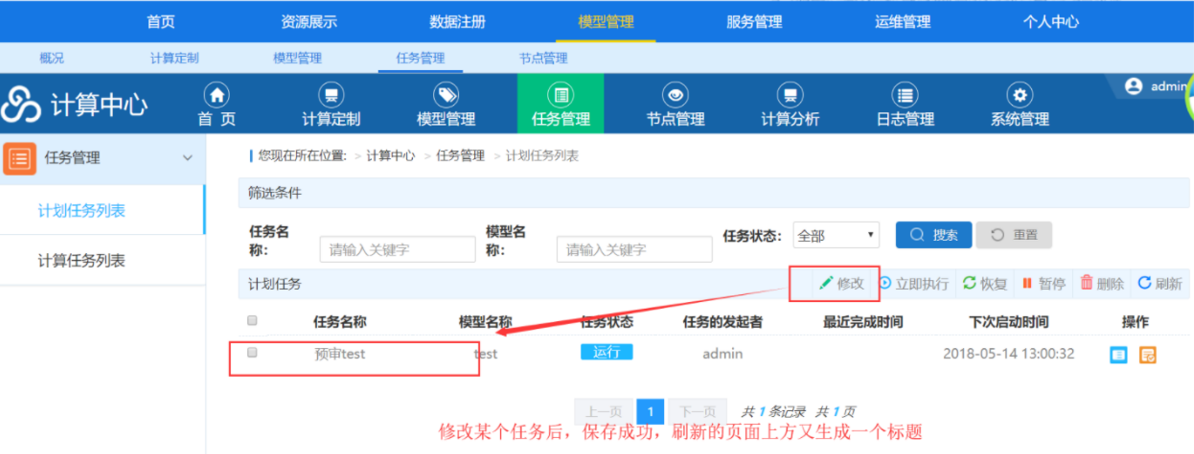 首页 资源展示 数据注册 模型管理 服务管理 运维管理 个人中心
概况 计算定制 模型管理 任务管理 节点管理
计算中心 首 页 计算定制 模型管理 任务管理 节点管理 计算分析 日志管理 系统管理 admin
任务管理
计划任务列表
计算任务列表
您现在所在位置: > 计算中心 > 任务管理 > 计划任务列表
筛选条件
任务名称: 请输入关键字 模型名称: 请输入关键字 任务状态: 全部 搜索 重置
计划任务 修改 立即执行 恢复 暂停 删除 刷新
任务名称 模型名称 任务状态 任务的发起者 最近完成时间 下次启动时间 操作
预审test test 运行 admin 2018-05-14 13:00:32
上一页 1 下一页 共 1 条记录 共 1 页
修改某个任务后，保存成功，刷新的页面上方又生成一个标题